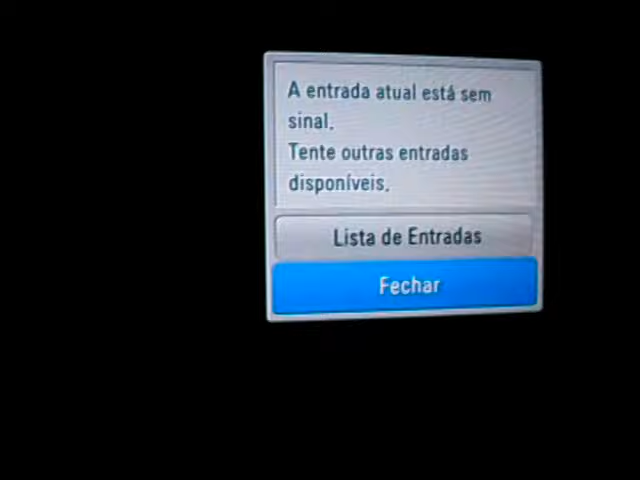 A entrada atual está sem
sinal.
Tente outras entradas
disponíveis.
Lista de Entradas
Fechar